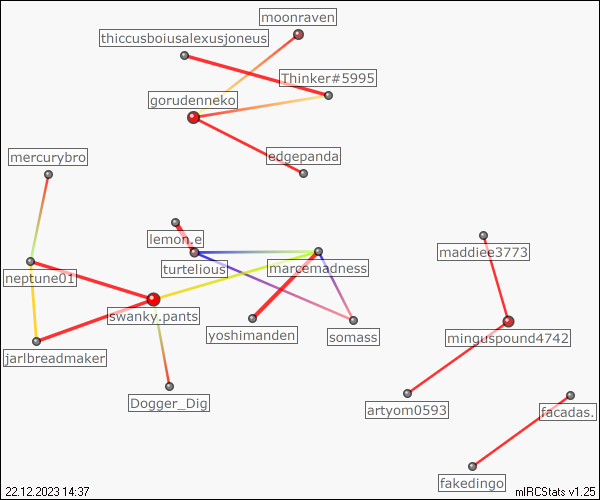 moonraven
thiccusboiusalexusjoneus
Thinker#5995
gorudenneko
edgepanda
mercurybro
lemon.e
maddiee3773
turtelious
marcemadness
neptune01
swanky.pants
yoshimanden
somass
minguspound4742
jarlbreadmaker
Dogger_Dig
artyom0593
facadas.
fakedingo
22.12.2023 14:37
mIRCStats v1.25